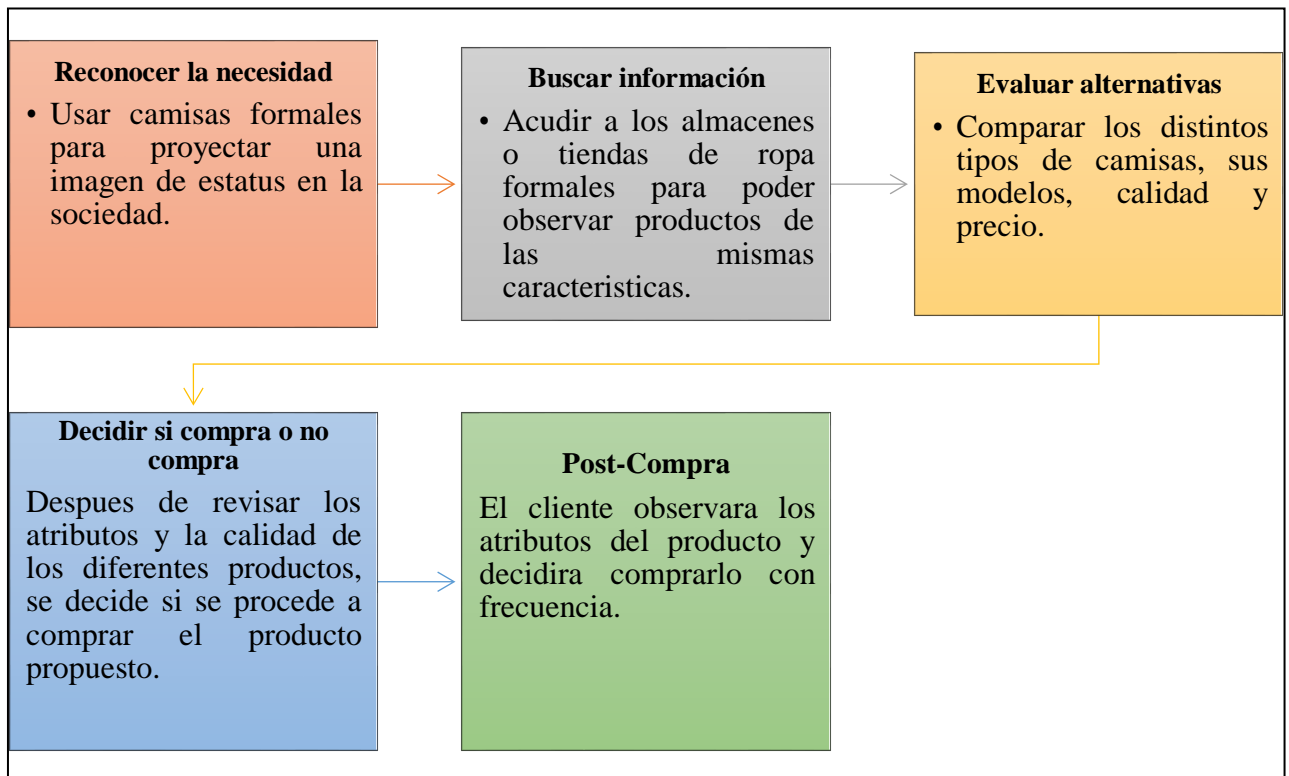 Reconocer la necesidad
• Usar camisas formales
para proyectar una
imagen de estatus en la
sociedad.
Buscar información
• Acudir a los almacenes
o tiendas de ropa
formales para poder
observar productos de
las mismas
caracteristicas.
Evaluar alternativas
• Comparar los distintos
tipos de camisas, sus
modelos, calidad y
precio.
Decidir si compra o no
compra
Despues de revisar los
atributos y la calidad de
los diferentes productos,
se decide si se procede a
comprar el producto
propuesto.
Post-Compra
El cliente observara los
atributos del producto y
decidira comprarlo con
frecuencia.